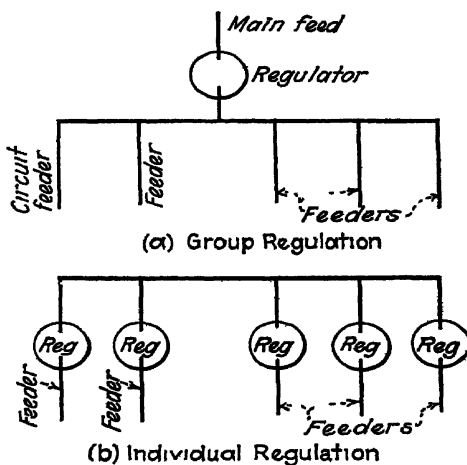 Main feed
Regulator
Circuit
feeder
Feeder
Feeders
(a) Group Regulation
Reg
Reg
Reg
Reg
Reg
Feeder
Feeder
Feeders
(b) Individual Regulation